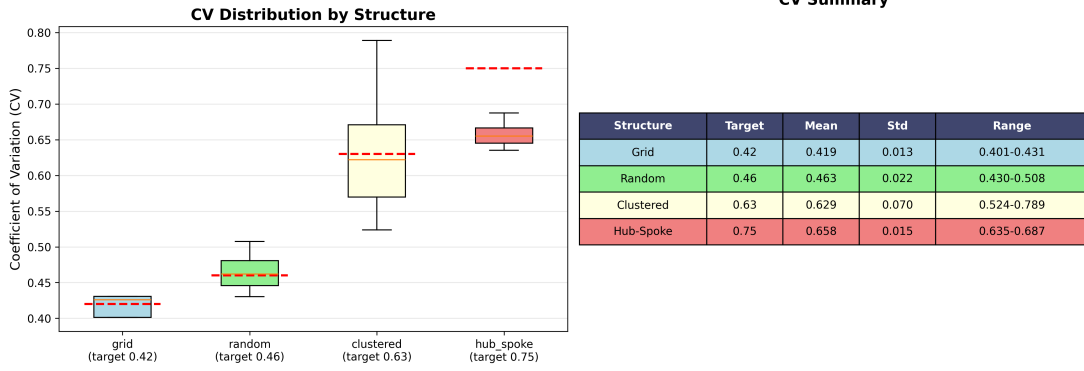 CV Distribution by Structure
Coefficient of Variation (CV)
0.80
0.75
0.70
0.65
0.60
0.55
0.50
0.45
0.40
grid
(target 0.42)
random
(target 0.46)
clustered
(target 0.63)
hub_spoke
(target 0.75)
CV Summary
Structure Target Mean Std Range
Grid 0.42 0.419 0.013 0.401-0.431
Random 0.46 0.463 0.022 0.430-0.508
Clustered 0.63 0.629 0.070 0.524-0.789
Hub-Spoke 0.75 0.658 0.015 0.635-0.687